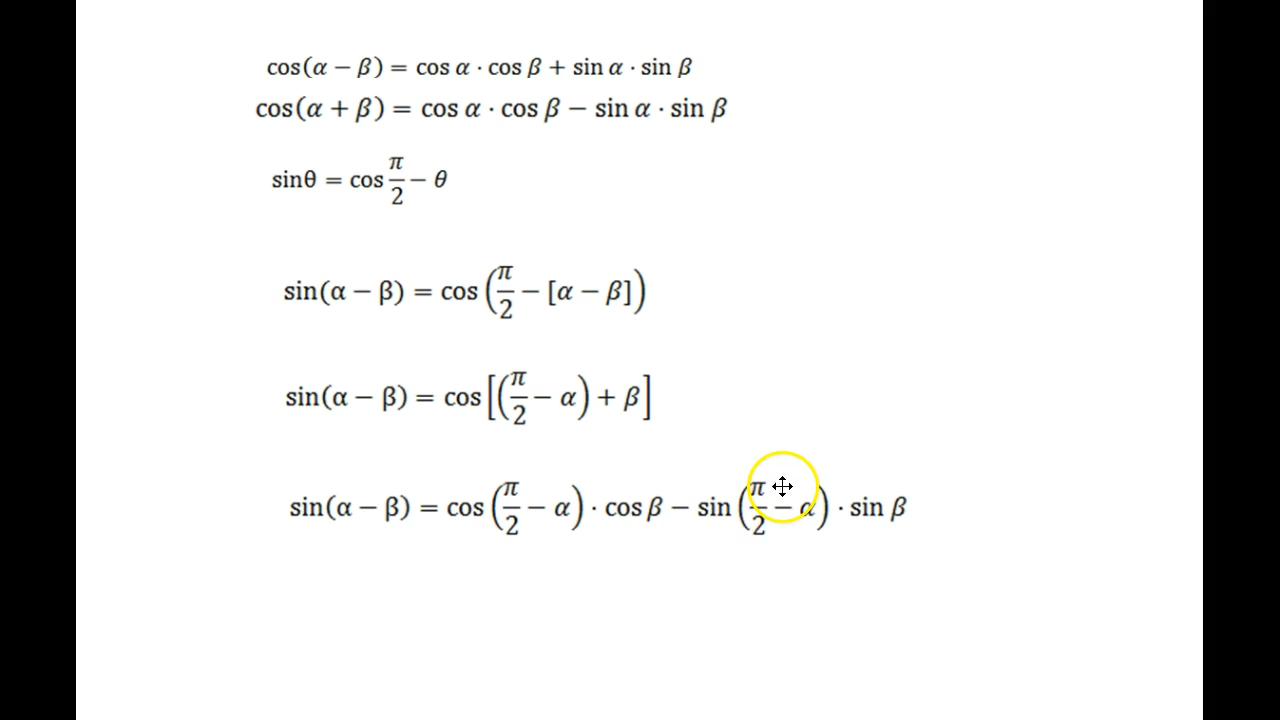 cos(α − β) = cos α · cos β + sin α · sin β
cos(α + β) = cos α · cos β − sin α · sin β
sinθ = cos π/2 − θ
sin(α − β) = cos(π/2 − [α − β])
sin(α − β) = cos[(π/2 − α) + β]
sin(α − β) = cos(π/2 − α) · cos β − sin(π/2 − α) · sin β